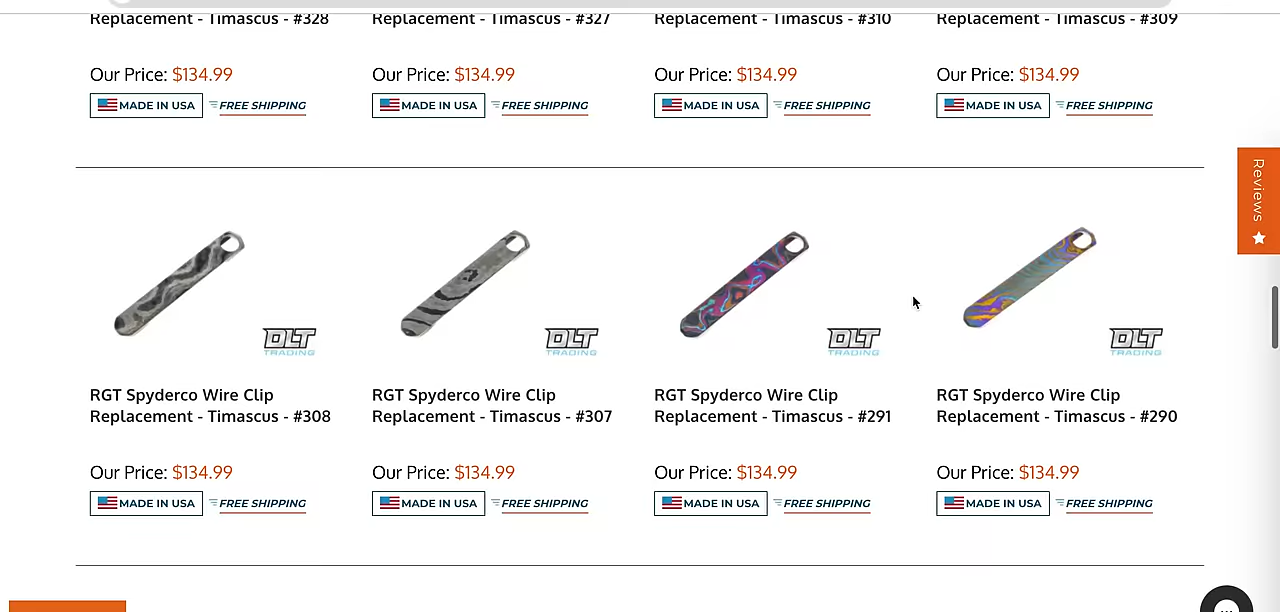 Replacement - Timascus - #328
Replacement - Timascus - #327
Replacement - Timascus - #310
Replacement - Timascus - #309
Our Price: $134.99
Our Price: $134.99
Our Price: $134.99
Our Price: $134.99
MADE IN USA FREE SHIPPING
MADE IN USA FREE SHIPPING
MADE IN USA FREE SHIPPING
MADE IN USA FREE SHIPPING
Reviews
DLT
TRADING
DLT
TRADING
DLT
TRADING
DLT
TRADING
RGT Spyderco Wire Clip
Replacement - Timascus - #308
RGT Spyderco Wire Clip
Replacement - Timascus - #307
RGT Spyderco Wire Clip
Replacement - Timascus - #291
RGT Spyderco Wire Clip
Replacement - Timascus - #290
Our Price: $134.99
Our Price: $134.99
Our Price: $134.99
Our Price: $134.99
MADE IN USA FREE SHIPPING
MADE IN USA FREE SHIPPING
MADE IN USA FREE SHIPPING
MADE IN USA FREE SHIPPING